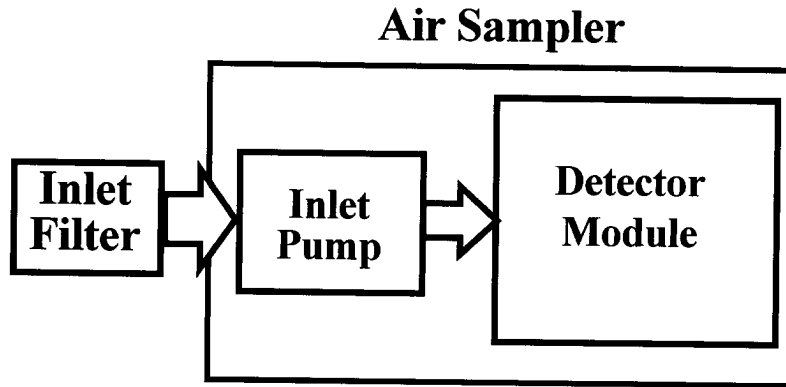 Air Sampler
Inlet
Filter
Inlet
Pump
Detector
Module